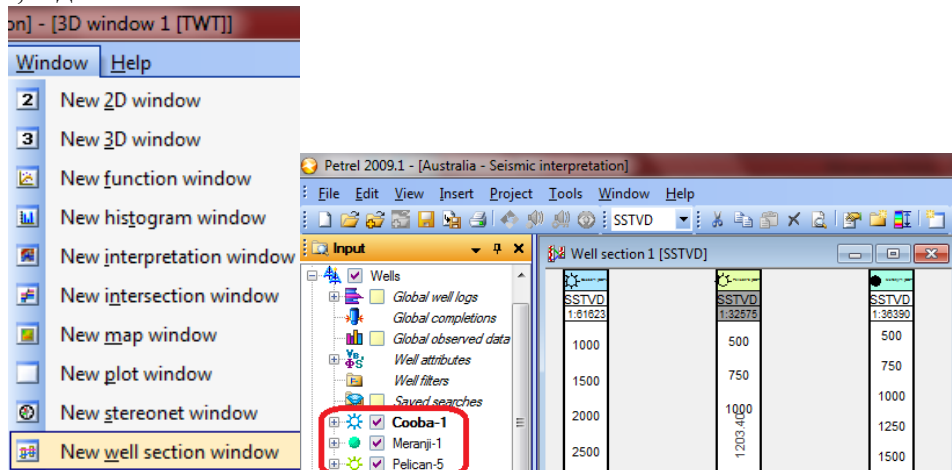 on] - [3D window 1 [TWT]]
Window Help
2 New 2D window
3 New 3D window
New function window
New histogram window
New interpretation window
New intersection window
New map window
New plot window
New stereonet window
New well section window
Petrel 2009.1 - [Australia - Seismic interpretation]
File Edit View Insert Project Tools Window Help
SSTVD
Input
Well section 1 [SSTVD]
Wells
Global well logs
Global completions
Global observed data
Well attributes
Well filters
Saved searches
Cooba-1
Meranji-1
Pelican-5
SSTVD SSTVD SSTVD
1:61623 1:32575 1:36390
1000 500 500
1500 750 750
2000 1000 1000
1203.40 1250
2500 1500